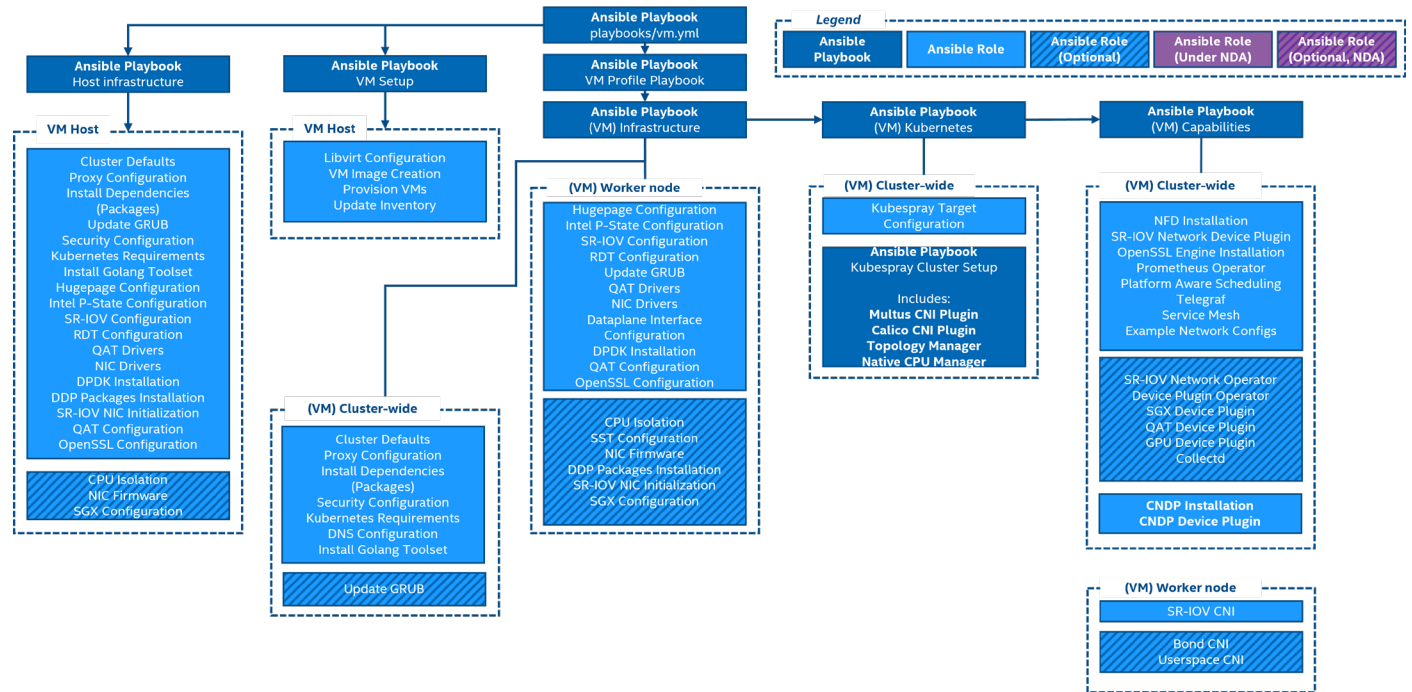 Ansible Playbook
playbooks/vm.yml
Legend
Ansible
Playbook
Ansible Role
Ansible Role
(Optional)
Ansible Role
(Under NDA)
Ansible Role
(Optional, NDA)
Ansible Playbook
Host infrastructure
Ansible Playbook
VM Setup
Ansible Playbook
VM Profile Playbook
Ansible Playbook
(VM) Infrastructure
Ansible Playbook
(VM) Kubernetes
Ansible Playbook
(VM) Capabilities
VM Host
Cluster Defaults
Proxy Configuration
Install Dependencies
(Packages)
Update GRUB
Security Configuration
Kubernetes Requirements
Install Golang Toolset
Hugepage Configuration
Intel P-State Configuration
SR-IOV Configuration
RDT Configuration
QAT Drivers
NIC Drivers
DPDK Installation
DDP Packages Installation
SR-IOV NIC Initialization
QAT Configuration
OpenSSL Configuration
CPU Isolation
NIC Firmware
SGX Configuration
VM Host
Libvirt Configuration
VM Image Creation
Provision VMs
Update Inventory
(VM) Cluster-wide
Cluster Defaults
Proxy Configuration
Install Dependencies
(Packages)
Security Configuration
Kubernetes Requirements
DNS Configuration
Install Golang Toolset
Update GRUB
(VM) Worker node
Hugepage Configuration
Intel P-State Configuration
SR-IOV Configuration
RDT Configuration
Update GRUB
QAT Drivers
NIC Drivers
Dataplane Interface
Configuration
DPDK Installation
QAT Configuration
OpenSSL Configuration
CPU Isolation
SST Configuration
NIC Firmware
DDP Packages Installation
SR-IOV NIC Initialization
SGX Configuration
(VM) Cluster-wide
Kubespray Target
Configuration
Ansible Playbook
Kubespray Cluster Setup
Includes:
Multus CNI Plugin
Calico CNI Plugin
Topology Manager
Native CPU Manager
(VM) Cluster-wide
NFD Installation
SR-IOV Network Device Plugin
OpenSSL Engine Installation
Prometheus Operator
Platform Aware Scheduling
Telegraf
Service Mesh
Example Network Configs
SR-IOV Network Operator
Device Plugin Operator
SGX Device Plugin
QAT Device Plugin
GPU Device Plugin
Collectd
CNDP Installation
CNDP Device Plugin
(VM) Worker node
SR-IOV CNI
Bond CNI
Userspace CNI